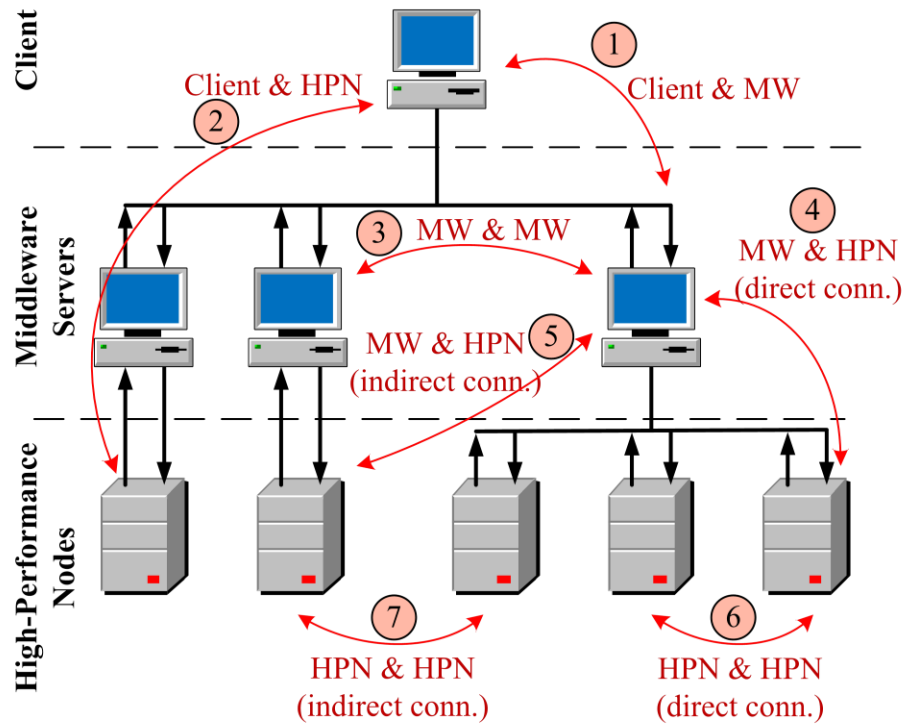 Client
1
Client & HPN
Client & MW
2
Middleware
Servers
3
MW & MW
4
MW & HPN
(direct conn.)
5
MW & HPN
(indirect conn.)
High-Performance
Nodes
7
HPN & HPN
(indirect conn.)
6
HPN & HPN
(direct conn.)